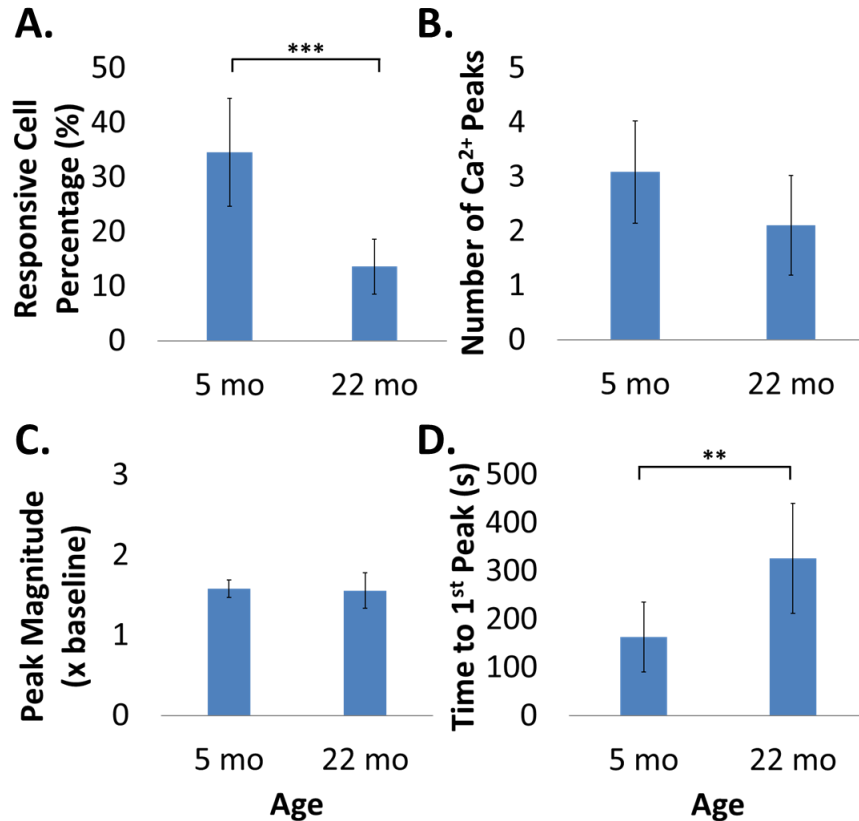 A.
***
Responsive Cell
Percentage (%)
50
40
30
20
10
0
5 mo
22 mo
B.
Number of Ca²⁺ Peaks
5
4
3
2
1
0
5 mo
22 mo
C.
Peak Magnitude
(x baseline)
3
2
1
0
5 mo
22 mo
Age
D.
**
Time to 1ˢᵗ Peak (s)
500
400
300
200
100
0
5 mo
22 mo
Age